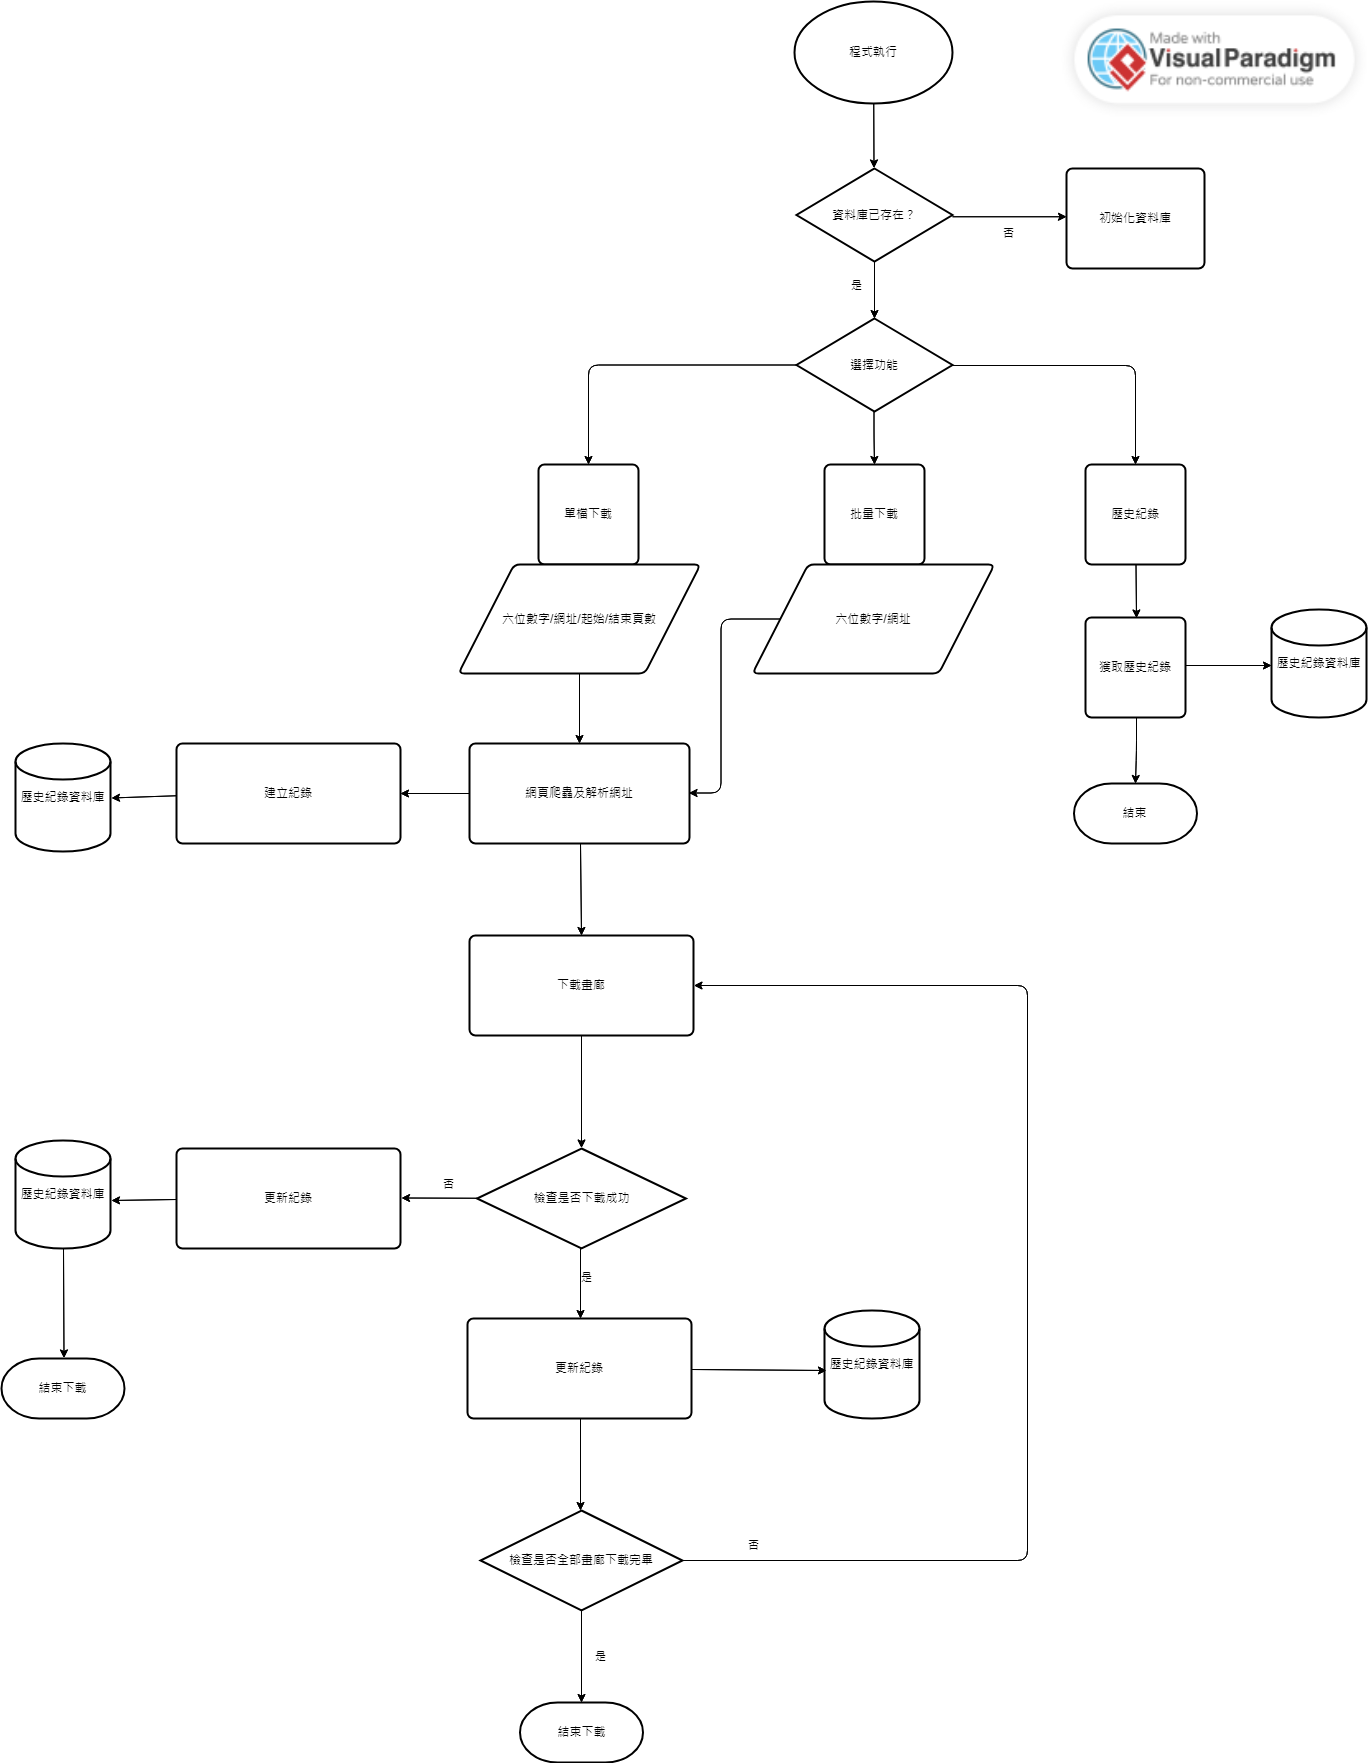 程式執行
Made with
Visual Paradigm
For non-commercial use
資料庫已存在？
初始化資料庫
否
是
選擇功能
單檔下載
批量下載
歷史紀錄
六位數字/網址/起始/結束頁數
六位數字/網址
獲取歷史紀錄
歷史紀錄資料庫
歷史紀錄資料庫
建立紀錄
網頁爬蟲及解析網址
結束
下載畫廊
歷史紀錄資料庫
更新紀錄
否
檢查是否下載成功
是
結束下載
更新紀錄
歷史紀錄資料庫
檢查是否全部畫廊下載完畢
否
是
結束下載